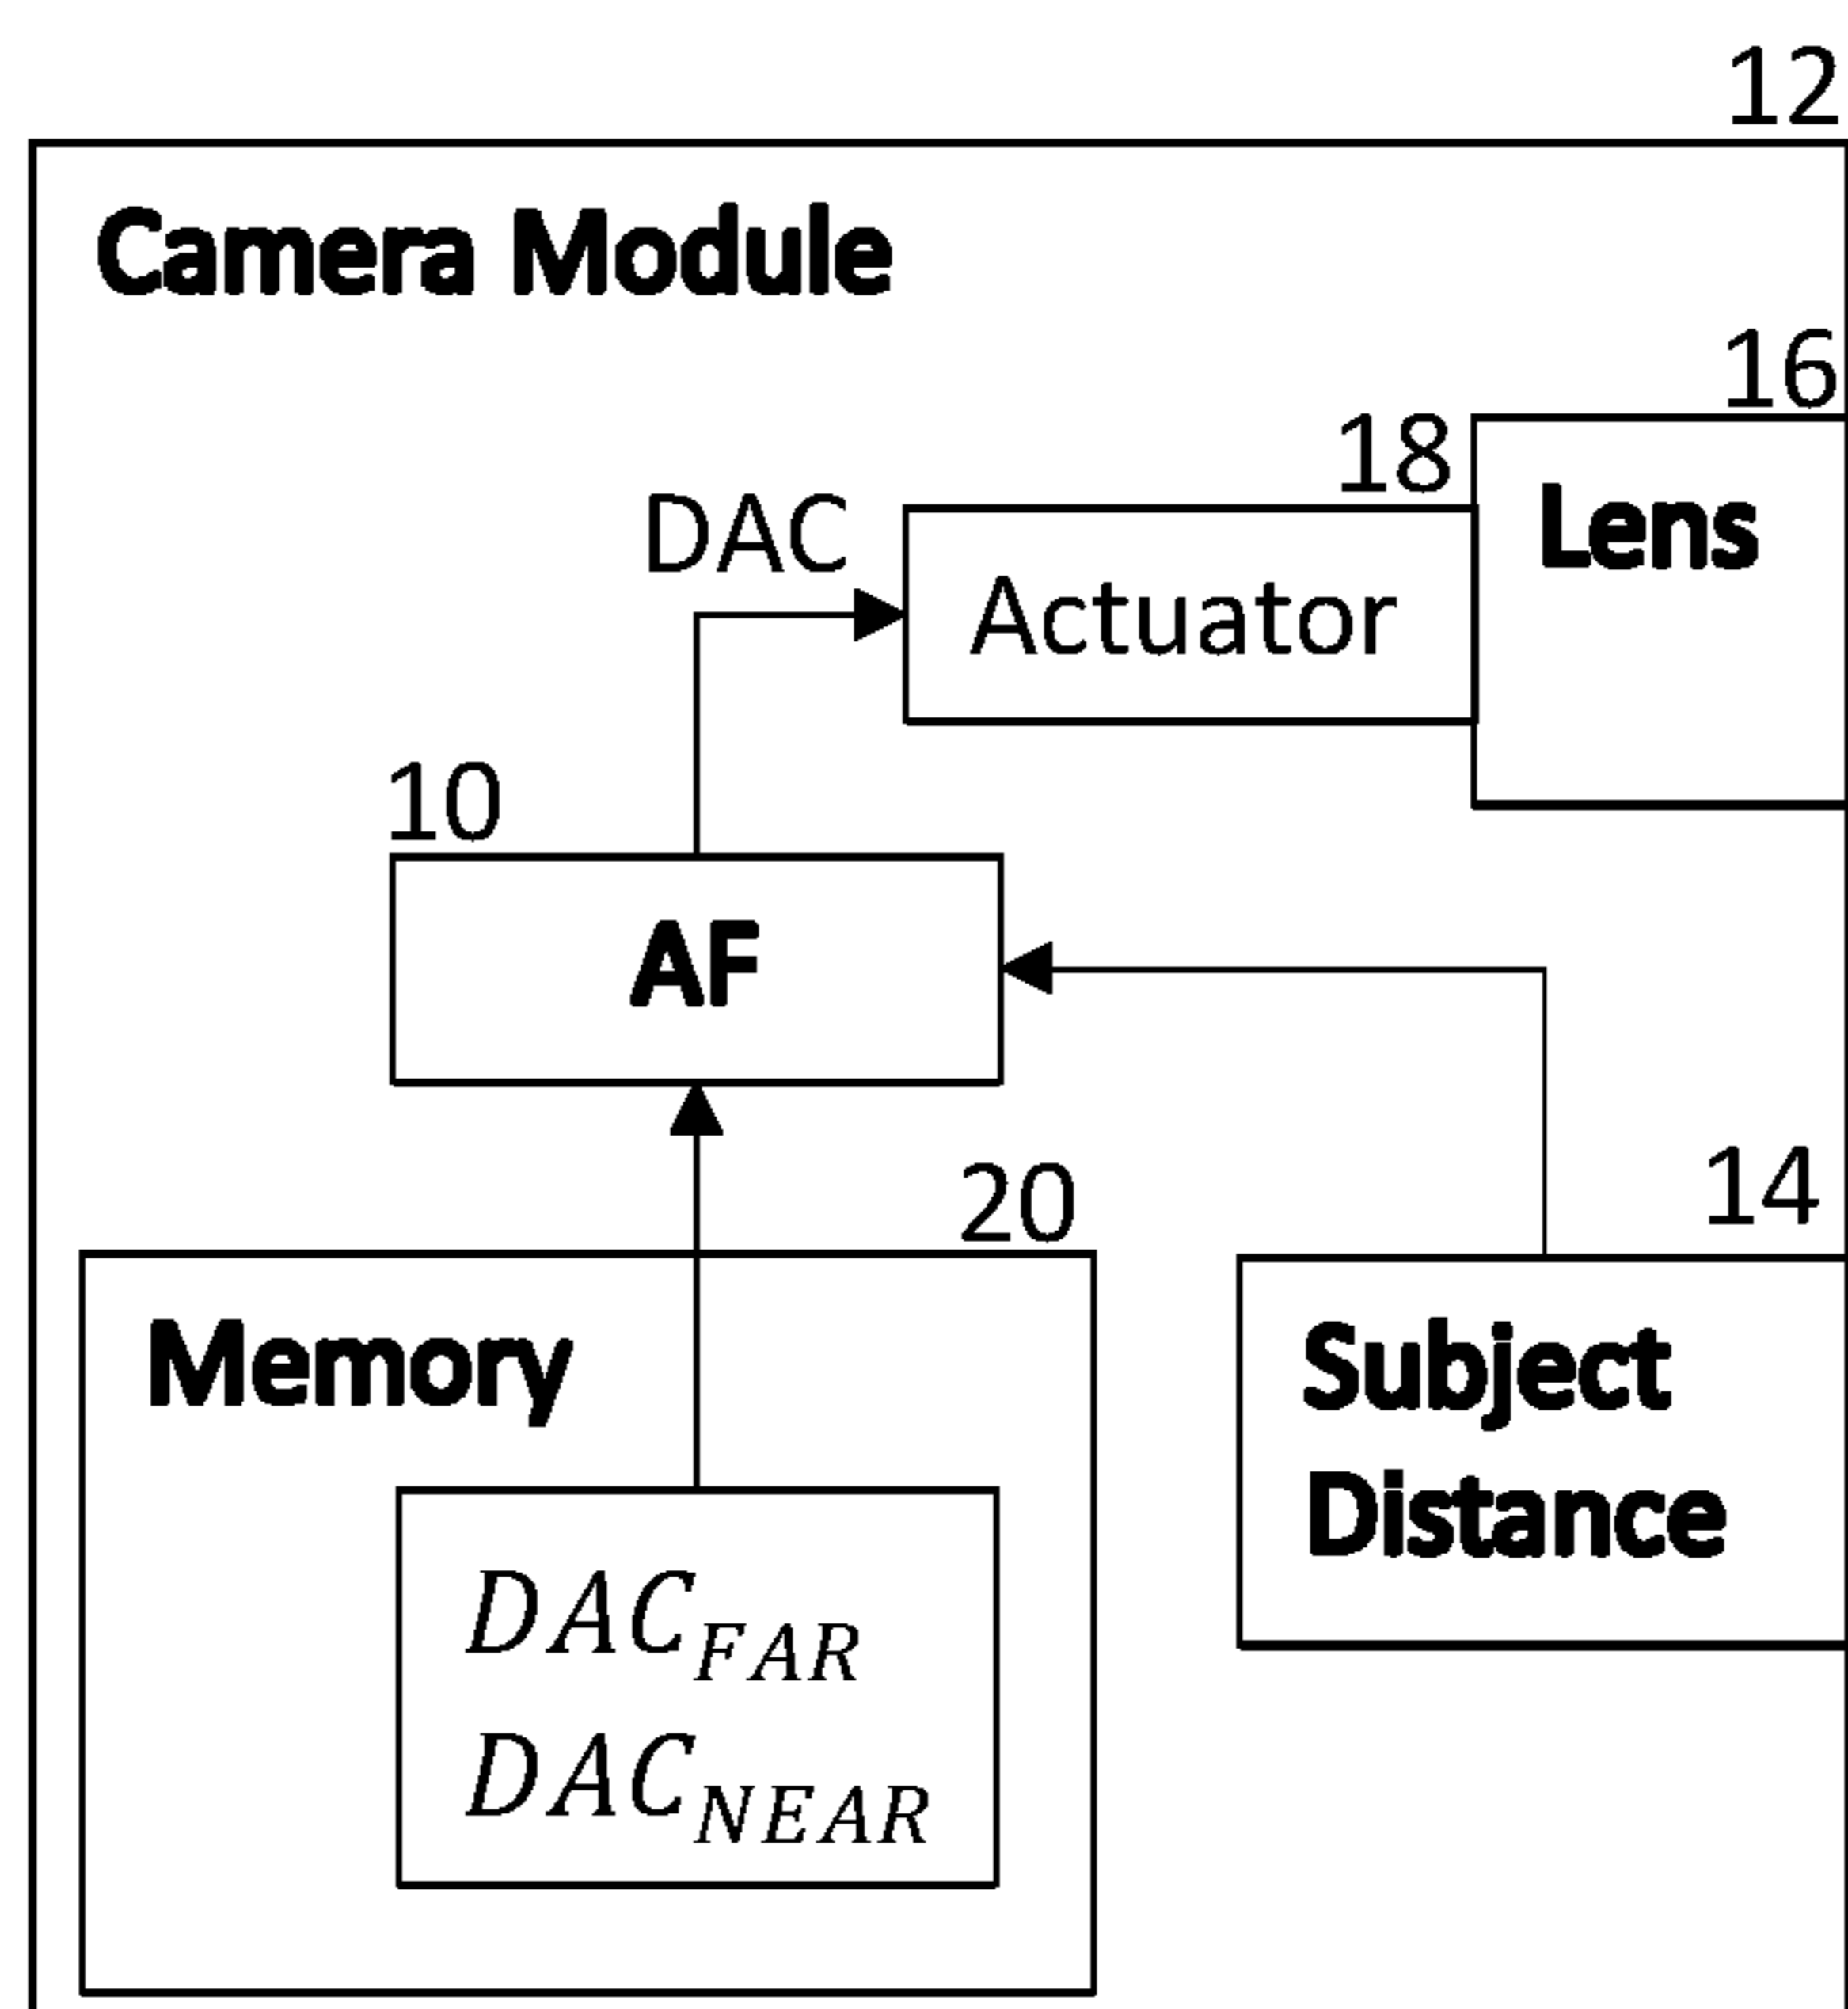 12
Camera Module
16
18
Lens
DAC
Actuator
10
AF
20
14
Memory
Subject
Distance
DAC_FAR
DAC_NEAR